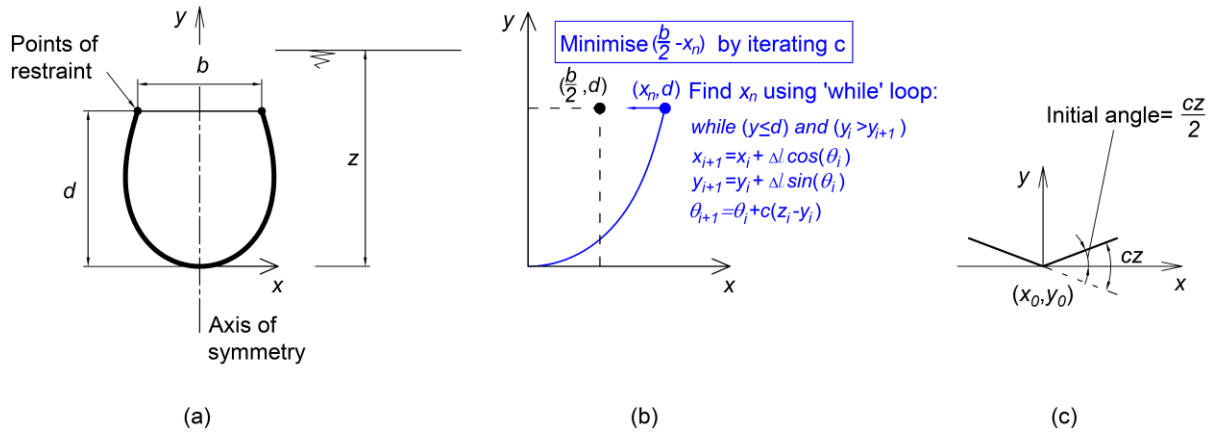 y
Points of
restraint
b
d
z
x
Axis of
symmetry
(a)
y
Minimise (b/2 - xₙ) by iterating c
(b/2, d)
(xₙ,d)
Find xₙ using 'while' loop:
while (y≤d) and (yᵢ >yᵢ₊₁)
xᵢ₊₁=xᵢ+ Δl cos(θᵢ)
yᵢ₊₁=yᵢ+ Δl sin(θᵢ)
θᵢ₊₁=θᵢ+c(zᵢ-yᵢ)
x
(b)
Initial angle= cz/2
y
cz
(x₀,y₀)
x
(c)